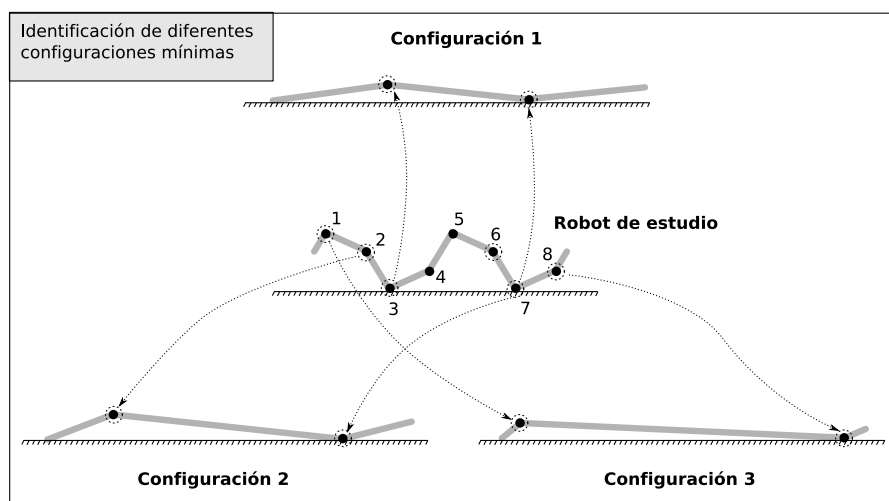 Identificación de diferentes
configuraciones mínimas
Configuración 1
1
2
3
4
5
6
7
8
Robot de estudio
Configuración 2
Configuración 3